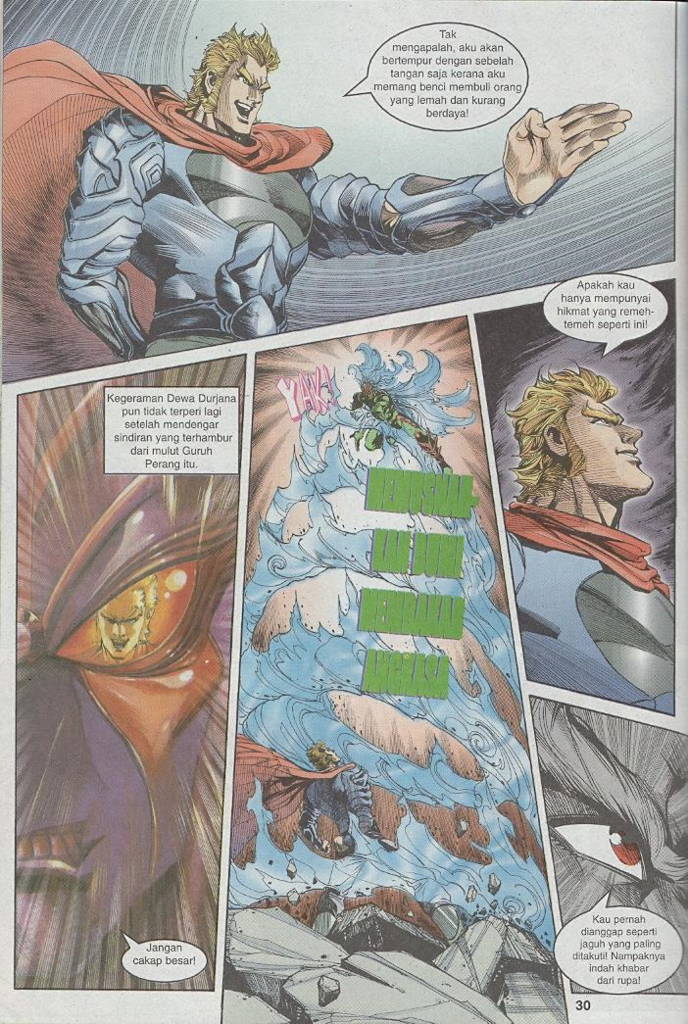 Tak
mengapalah, aku akan
bertempur dengan sebelah
tangan saja kerana aku
memang benci membuli orang
yang lemah dan kurang
berdaya!
Kegeraman Dewa Durjana
pun tidak terperi lagi
setelah mendengar
sindiran yang terhambur
dari mulut Guruh
Perang itu.
Jangan
cakap besar!
YAK!
Apakah kau
hanya mempunyai
hikmat yang remeh-
temeh seperti ini!
Kau pernah
dianggap seperti
jaguh yang paling
ditakuti! Nampaknya
indah khabar
dari rupa!
30